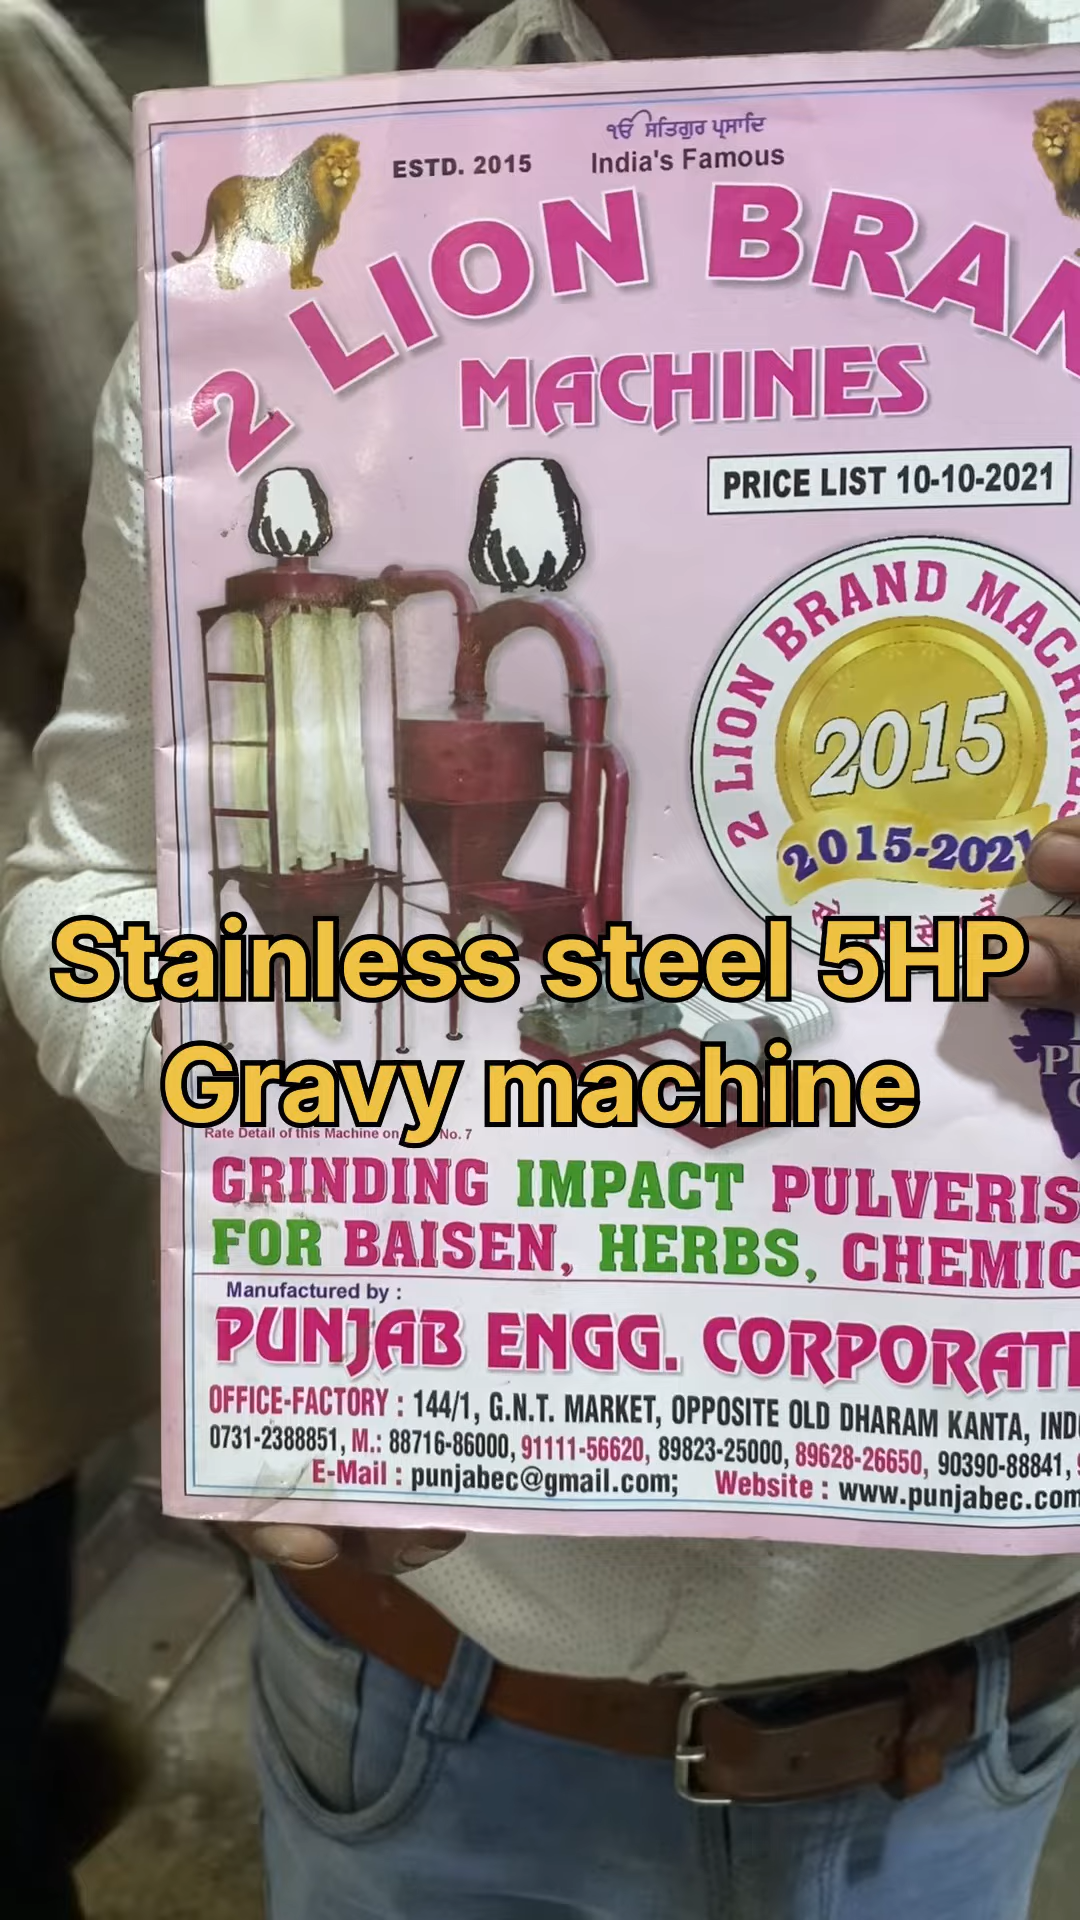 ੴ ਸਤਿਗੁਰ ਪ੍ਰਸਾਦਿ
ESTD. 2015
India's Famous
2 LION BRAN
MACHINES
PRICE LIST 10-10-2021
2 LION BRAND MACHINES
2015
2015-2021
Stainless steel 5HP
Gravy machine
Rate Detail of this Machine on No. 7
GRINDING IMPACT PULVERIS
FOR BAISEN, HERBS, CHEMIC
Manufactured by :
PUNJAB ENGG. CORPORATI
OFFICE-FACTORY : 144/1, G.N.T. MARKET, OPPOSITE OLD DHARAM KANTA, IND
0731-2388851, M.: 88716-86000, 91111-56620, 89823-25000, 89628-26650, 90390-88841,
E-Mail : punjabec@gmail.com; Website : www.punjabec.com